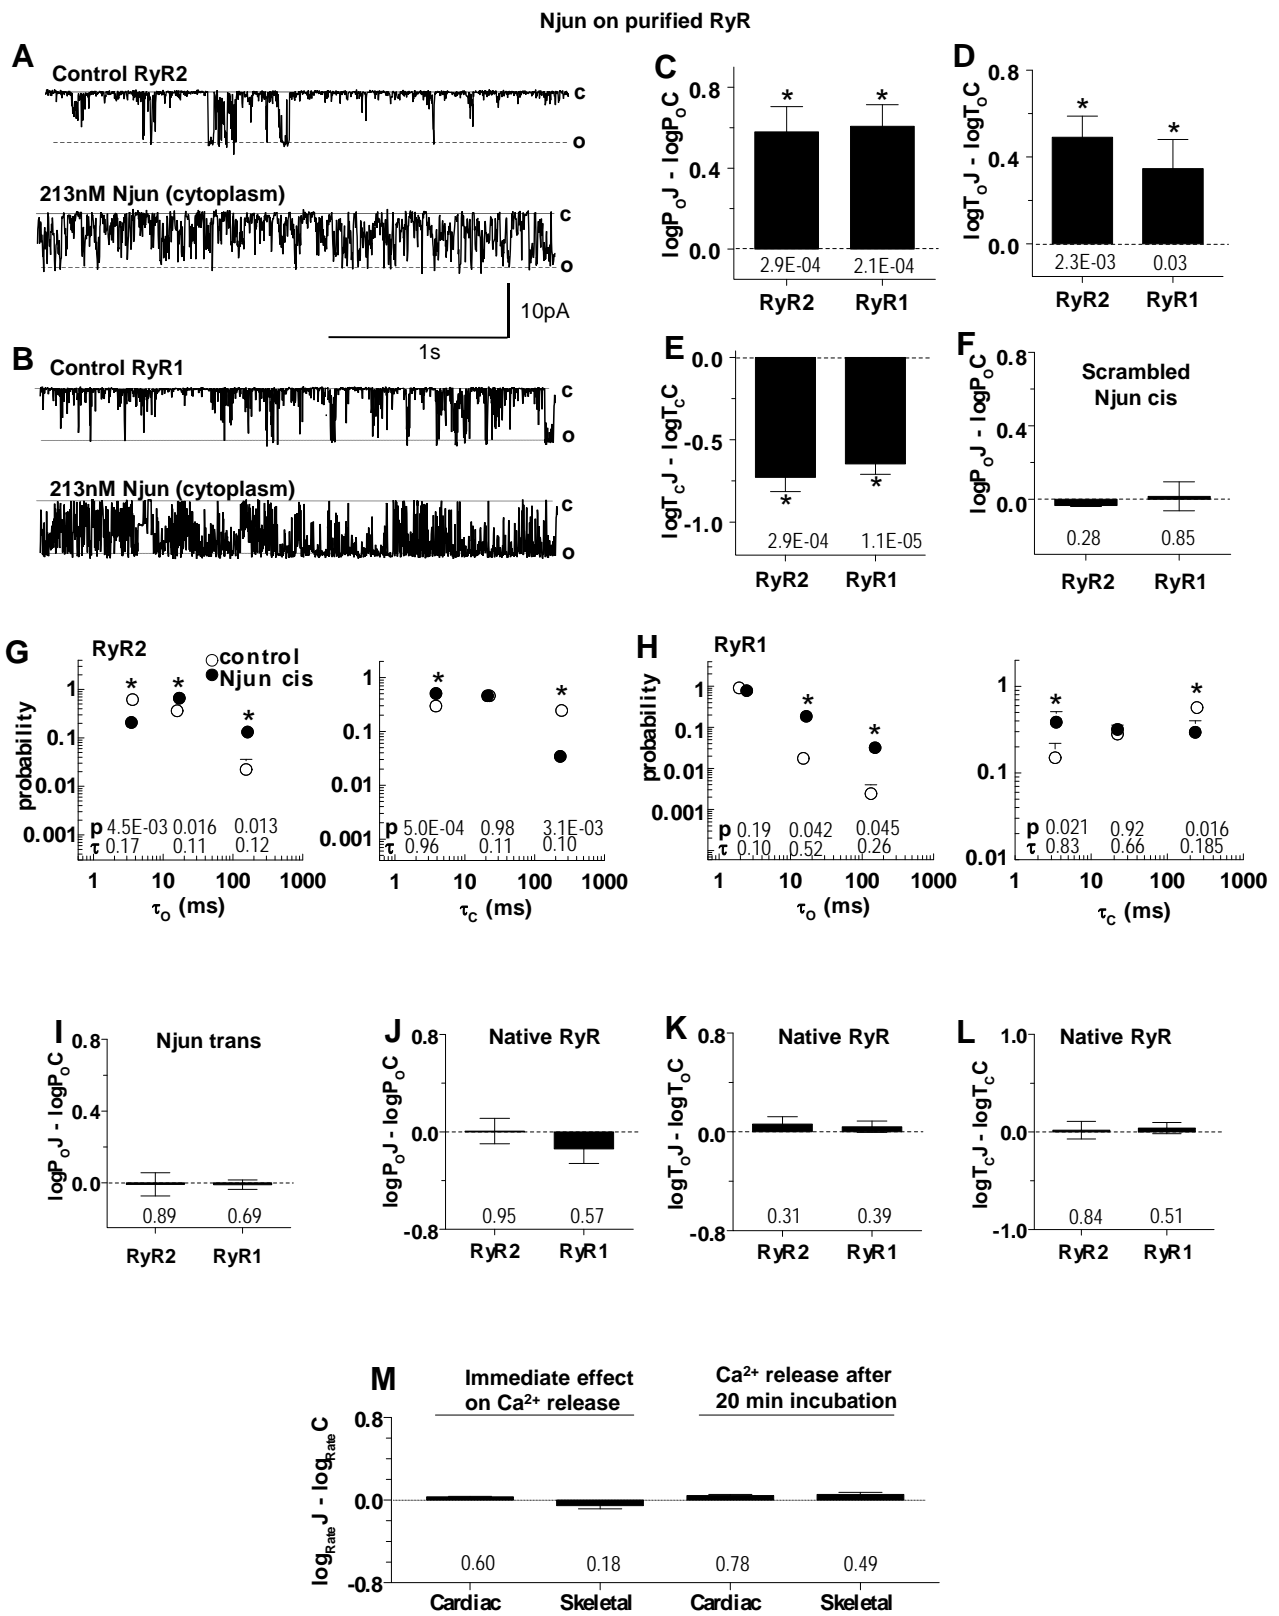 Njun on purified RyR
A
Control RyR2
c
o
213nM Njun (cytoplasm)
c
o
10pA
1s
B
Control RyR1
c
o
213nM Njun (cytoplasm)
c
o
C
logPOJ - logPOC
0.8
0.4
0.0
* *
2.9E-04 2.1E-04
RyR2 RyR1
D
logTOJ - logTOC
0.8
0.4
0.0
* *
2.3E-03 0.03
RyR2 RyR1
E
logTCJ - logTCC
0.0
-0.5
-1.0
* *
2.9E-04 1.1E-05
RyR2 RyR1
F
logPOJ - logPOC
0.8
0.4
0.0
Scrambled
Njun cis
0.28 0.85
RyR2 RyR1
G
RyR2
control
Njun cis
probability
1
0.1
0.01
0.001
* * *
p 4.5E-03 0.016 0.013
τ 0.17 0.11 0.12
1 10 100 1000
τO (ms)
1
0.1
0.01
0.001
* *
p 5.0E-04 0.98 3.1E-03
τ 0.96 0.11 0.10
1 10 100 1000
τC (ms)
H
RyR1
probability
1
0.1
0.01
0.001
* *
p 0.19 0.042 0.045
τ 0.10 0.52 0.26
1 10 100 1000
τO (ms)
1
0.1
0.01
* *
p 0.021 0.92 0.016
τ 0.83 0.66 0.185
1 10 100 1000
τC (ms)
I
Njun trans
logPOJ - logPOC
0.8
0.4
0.0
0.89 0.69
RyR2 RyR1
J
Native RyR
logPOJ - logPOC
0.8
0.0
-0.8
0.95 0.57
RyR2 RyR1
K
Native RyR
logTOJ - logTOC
0.8
0.0
-0.8
0.31 0.39
RyR2 RyR1
L
Native RyR
logTCJ - logTCC
1.0
0.0
-1.0
0.84 0.51
RyR2 RyR1
M
Immediate effect
on Ca²⁺ release
Ca²⁺ release after
20 min incubation
logRateJ - logRateC
0.8
0.0
-0.8
0.60 0.18 0.78 0.49
Cardiac Skeletal Cardiac Skeletal